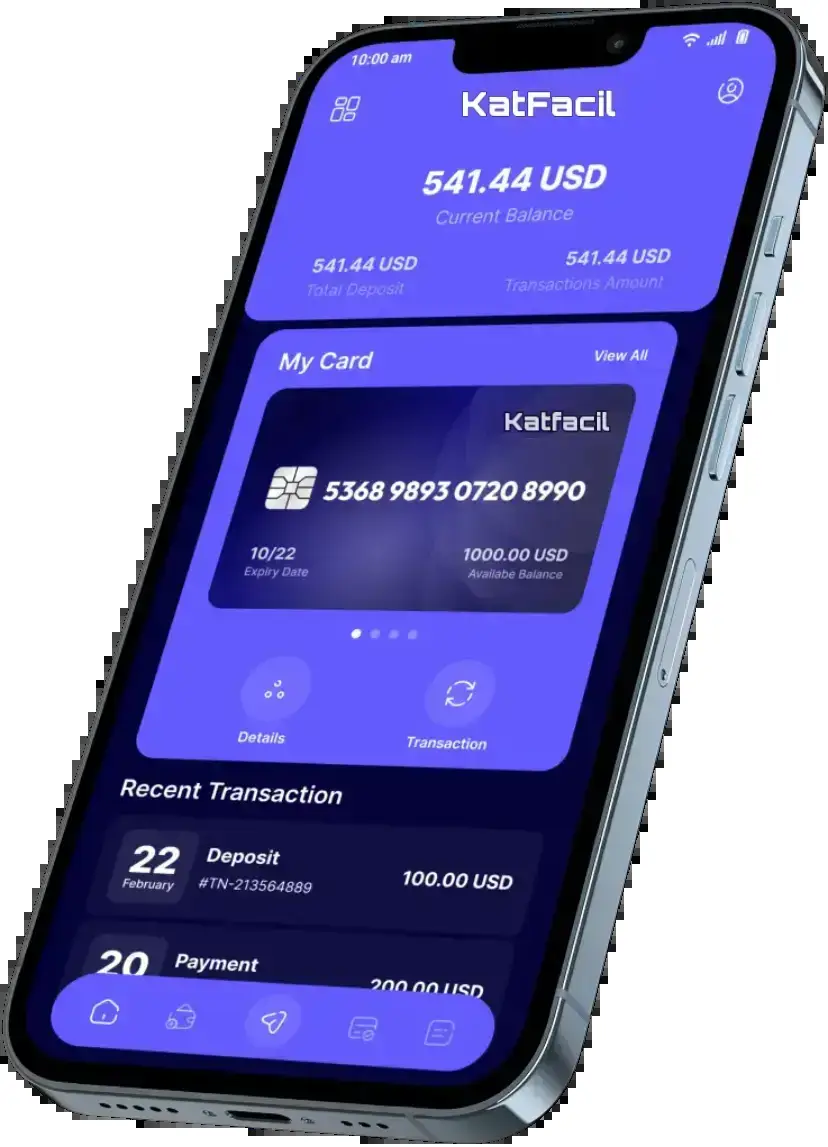 10:00 am
KatFacil
541.44 USD
Current Balance
541.44 USD
Total Deposit
541.44 USD
Transactions Amount
My Card
View All
Katfacil
5368 9893 0720 8990
10/22
Expiry Date
1000.00 USD
Availabe Balance
Details
Transaction
Recent Transaction
22
February
Deposit
#TN-213564889
100.00 USD
20
Payment
200.00 USD